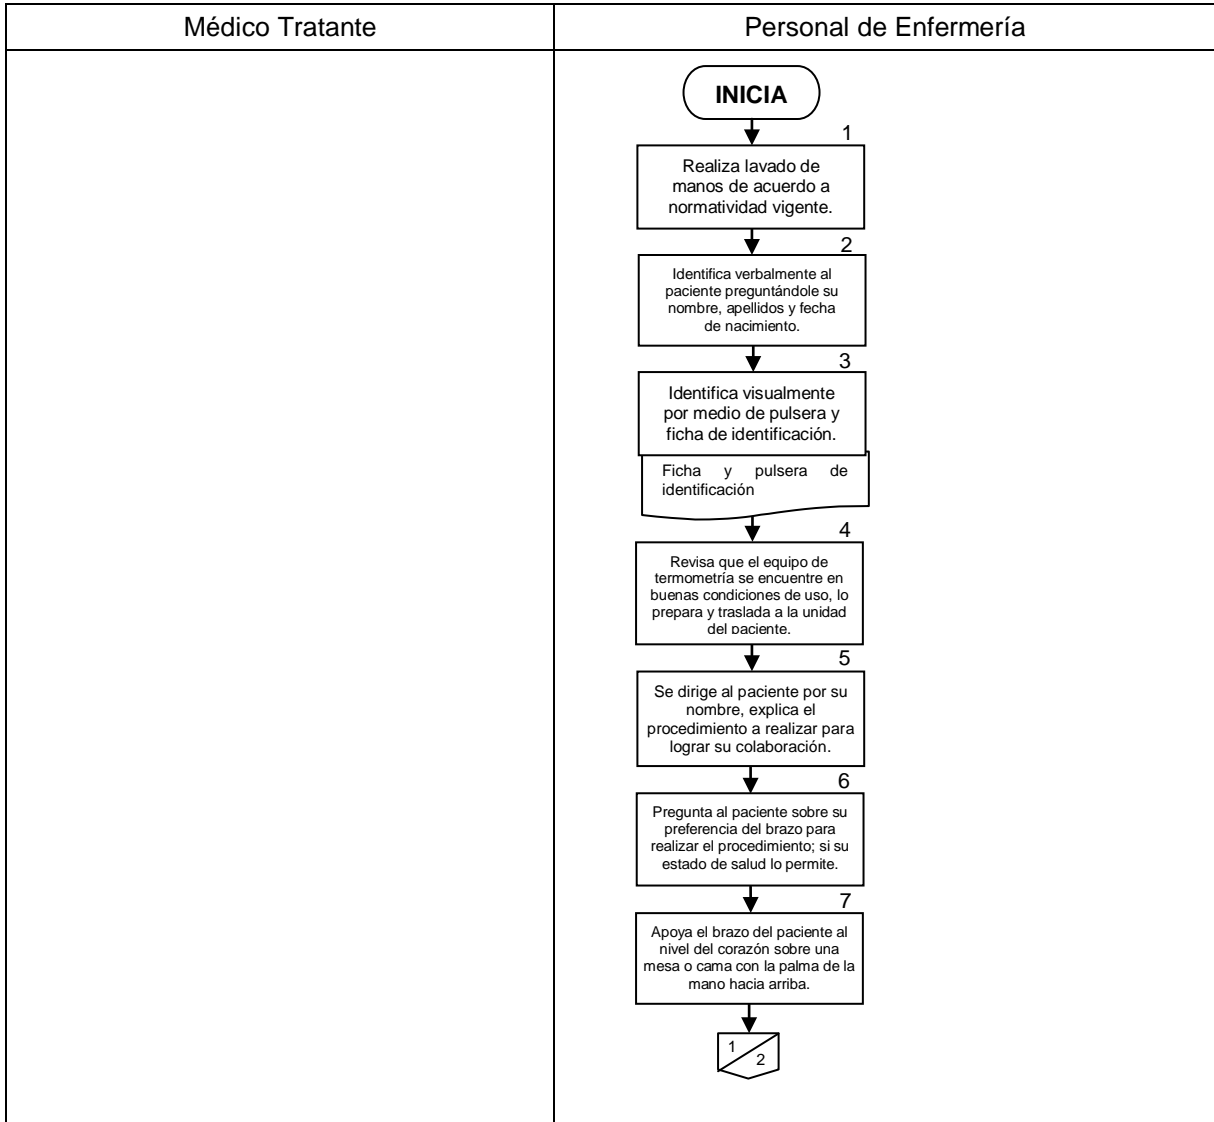 Médico Tratante
Personal de Enfermería
INICIA
1
Realiza lavado de
manos de acuerdo a
normatividad vigente.
2
Identifica verbalmente al
paciente preguntándole su
nombre, apellidos y fecha
de nacimiento.
3
Identifica visualmente
por medio de pulsera y
ficha de identificación.
Ficha y pulsera de
identificación
4
Revisa que el equipo de
termometría se encuentre en
buenas condiciones de uso, lo
prepara y traslada a la unidad
del paciente.
5
Se dirige al paciente por su
nombre, explica el
procedimiento a realizar para
lograr su colaboración.
6
Pregunta al paciente sobre su
preferencia del brazo para
realizar el procedimiento; si su
estado de salud lo permite.
7
Apoya el brazo del paciente al
nivel del corazón sobre una
mesa o cama con la palma de la
mano hacia arriba.
1
2